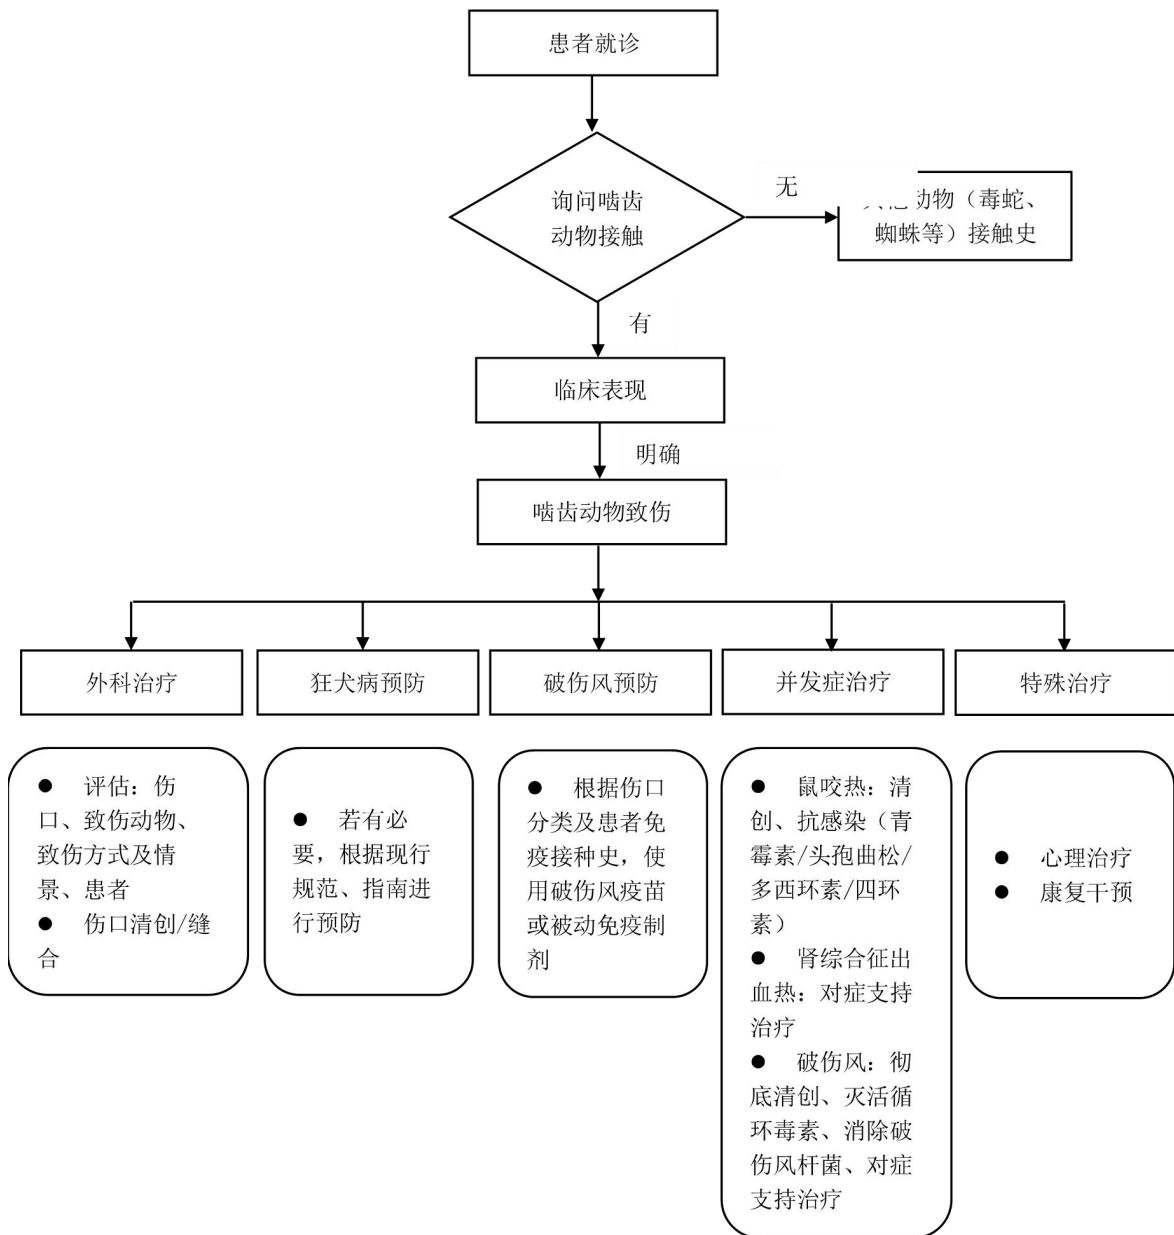 患者就诊
询问啮齿
动物接触
无
动物（毒蛇、
蜘蛛等）接触史
有
临床表现
明确
啮齿动物致伤
外科治疗
狂犬病预防
破伤风预防
并发症治疗
特殊治疗
● 评估：伤
口、致伤动物、
致伤方式及情
景、患者
● 伤口清创/缝
合
● 若有必
要，根据现行
规范、指南进
行预防
● 根据伤口
分类及患者免
疫接种史，使
用破伤风疫苗
或被动免疫制
剂
● 鼠咬热：清
创、抗感染（青
霉素/头孢曲松/
多西环素/四环
素）
● 肾综合征出
血热：对症支持
治疗
● 破伤风：彻
底清创、灭活循
环毒素、消除破
伤风杆菌、对症
支持治疗
● 心理治疗
● 康复干预